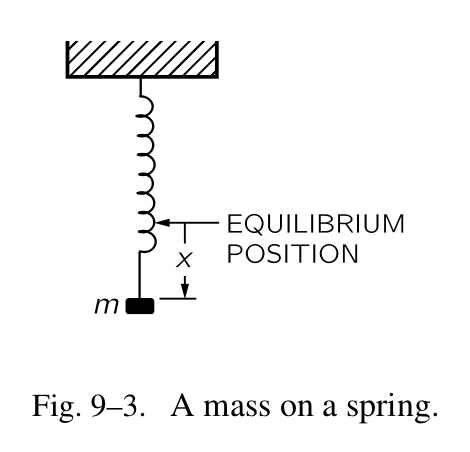 EQUILIBRIUM
POSITION
x
m
Fig. 9–3. A mass on a spring.